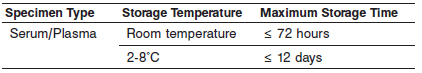 Specimen Type Storage Temperature Maximum Storage Time
Serum/Plasma Room temperature ≤ 72 hours
2-8˚C ≤ 12 days